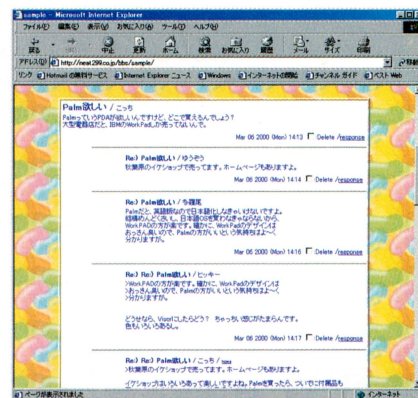 sample - Microsoft Internet Explorer
ファイル(F) 編集(E) 表示(V) お気に入り(A) ツール(T) ヘルプ(H)
戻る 中止 更新 ホーム 検索 お気に入り 履歴 メール サイズ 印刷
アドレス(D) http://neat.299.co.jp/bbs/sample/
リンク Hotmail の無料サービス Internet Explorer ニュース Windows インターネットの開始 チャンネル ガイド ベスト Web
Palm欲しい / こっち
PalmっていうPDAが欲しいんですけど、どこで買えるんでしょう?
大型電器店だと、IBMのWorkPadしか売ってないんで。
Mar 06 2000 (Mon) 14:13 Delete /response
Re:) Palm欲しい / ゆうぞう
秋葉原のイケショップで売ってます。ホームページもありますよ。
Mar 06 2000 (Mon) 14:14 Delete /response
Re:) Palm欲しい / 多羅尾
Palmだと、英語版なので日本語化しなきゃいけないですよ。
結構めんどくさいし、日本語OSを買わなきゃならないから、
WorkPADの方が楽です。確かに、WorkPadのデザインは
おっさん臭いので、Palmの方がいいという気持ちはよ～く
分かりますが。
Mar 06 2000 (Mon) 14:16 Delete /response
Re:) Re:) Palm欲しい / ピッキー
>WorkPADの方が楽です。確かに、WorkPadのデザインは
>おっさん臭いので、Palmの方がいいという気持ちはよ～く
>分かりますが。
どうせなら、Visorにしたらどう? ちゃっちい感じがたまらんです。
色もいろいろあるし。
Mar 06 2000 (Mon) 14:17 Delete /response
Re:) Re:) Palm欲しい / こっち /
>秋葉原のイケショップで売ってます。ホームページもありますよ。
イケショップはいろいろあって楽しいですよね。Palmを買ったら、ついでに付属品も
ページが表示されました インターネット